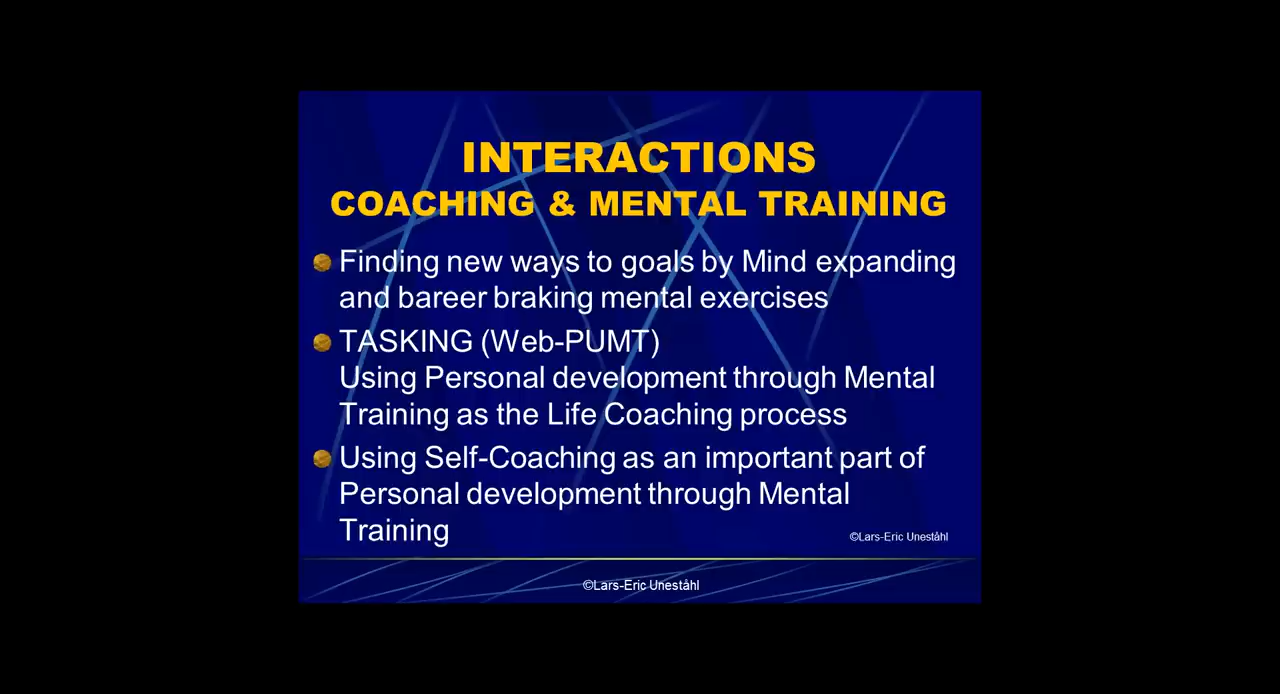 INTERACTIONS
COACHING & MENTAL TRAINING
Finding new ways to goals by Mind expanding
and bareer braking mental exercises
TASKING (Web-PUMT)
Using Personal development through Mental
Training as the Life Coaching process
Using Self-Coaching as an important part of
Personal development through Mental
Training
©Lars-Eric Uneståhl
©Lars-Eric Uneståhl